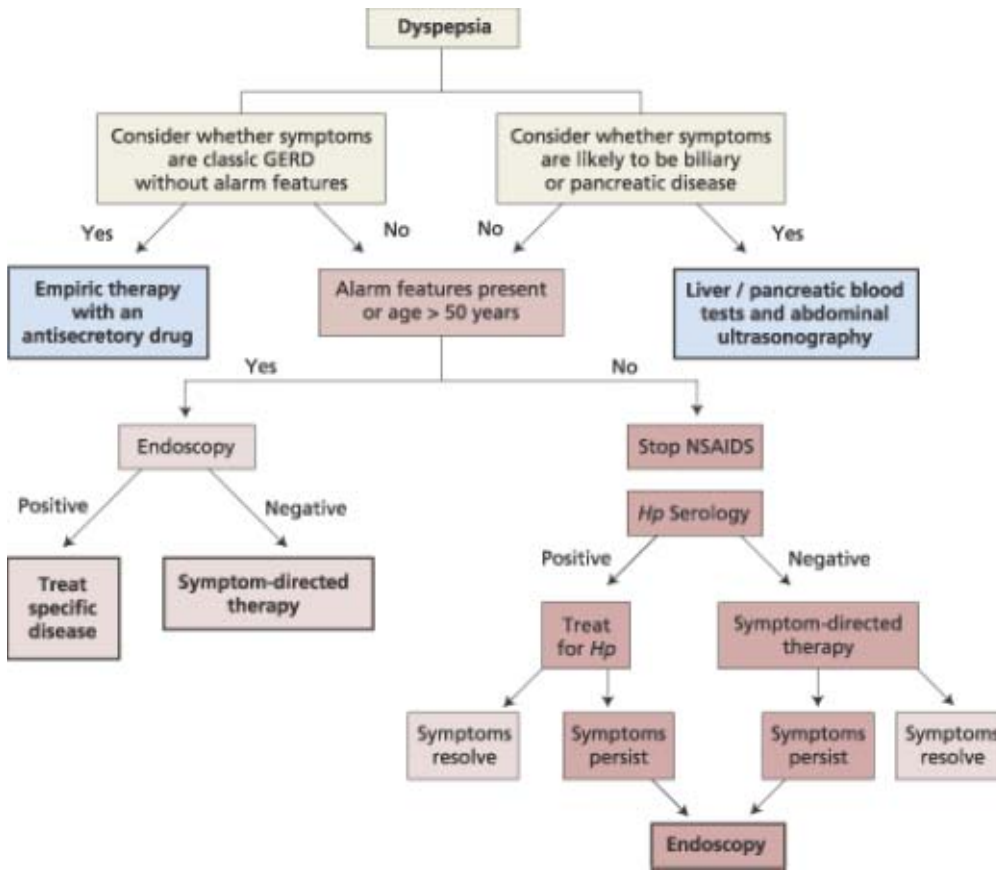 Dyspepsia
Consider whether symptoms
are classic GERD
without alarm features
Consider whether symptoms
are likely to be biliary
or pancreatic disease
Yes
No
No
Yes
Empiric therapy
with an
antisecretory drug
Alarm features present
or age > 50 years
Liver / pancreatic blood
tests and abdominal
ultrasonography
Yes
No
Endoscopy
Stop NSAIDS
Positive
Negative
Hp Serology
Treat
specific
disease
Symptom-directed
therapy
Positive
Negative
Treat
for Hp
Symptom-directed
therapy
Symptoms
resolve
Symptoms
persist
Symptoms
persist
Symptoms
resolve
Endoscopy